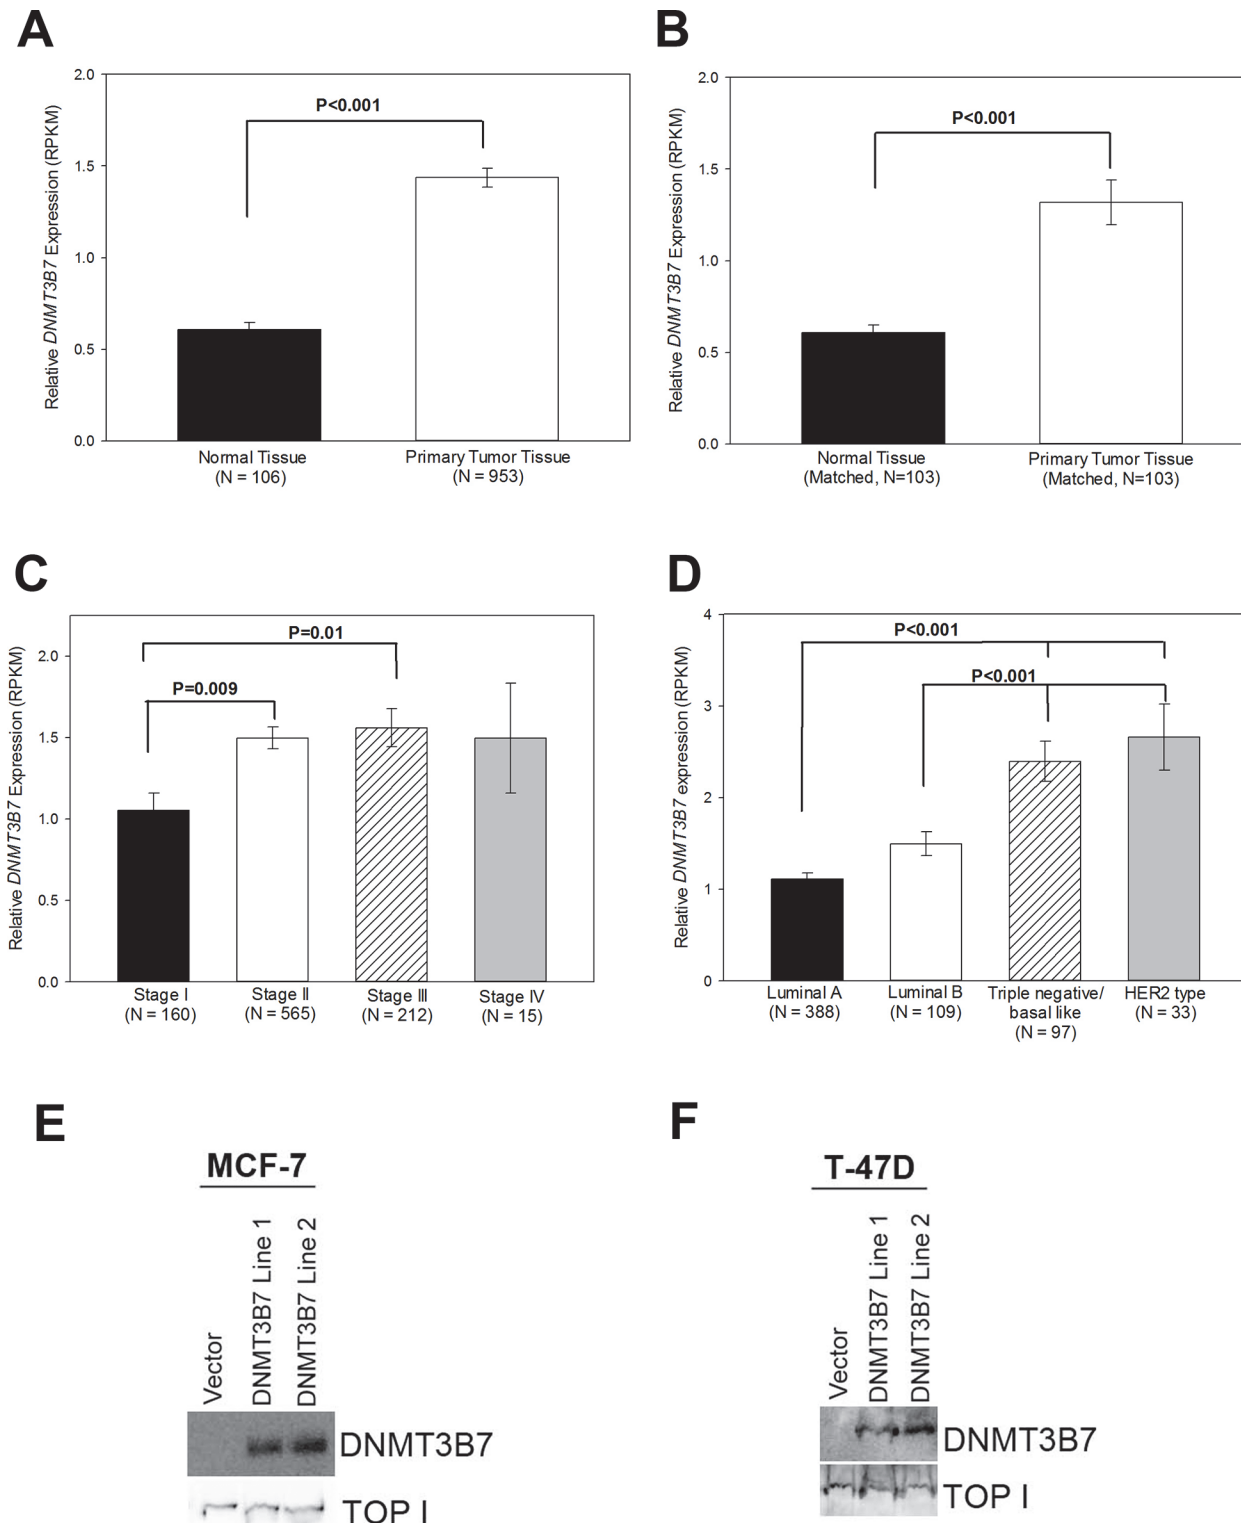 A
2.0
1.5
1.0
0.5
0.0
Relative DNMT3B7 Expression (RPKM)
P<0.001
Normal Tissue
(N = 106)
Primary Tumor Tissue
(N = 953)
B
2.0
1.5
1.0
0.5
0.0
Relative DNMT3B7 Expression (RPKM)
P<0.001
Normal Tissue
(Matched, N=103)
Primary Tumor Tissue
(Matched, N=103)
C
2.0
1.5
1.0
0.5
0.0
Relative DNMT3B7 Expression (RPKM)
P=0.01
P=0.009
Stage I
(N = 160)
Stage II
(N = 565)
Stage III
(N = 212)
Stage IV
(N = 15)
D
4
3
2
1
0
Relative DNMT3B7 expression (RPKM)
P<0.001
P<0.001
Luminal A
(N = 388)
Luminal B
(N = 109)
Triple negative/
basal like
(N = 97)
HER2 type
(N = 33)
E
MCF-7
Vector
DNMT3B7 Line 1
DNMT3B7 Line 2
DNMT3B7
TOP I
F
T-47D
Vector
DNMT3B7 Line 1
DNMT3B7 Line 2
DNMT3B7
TOP I